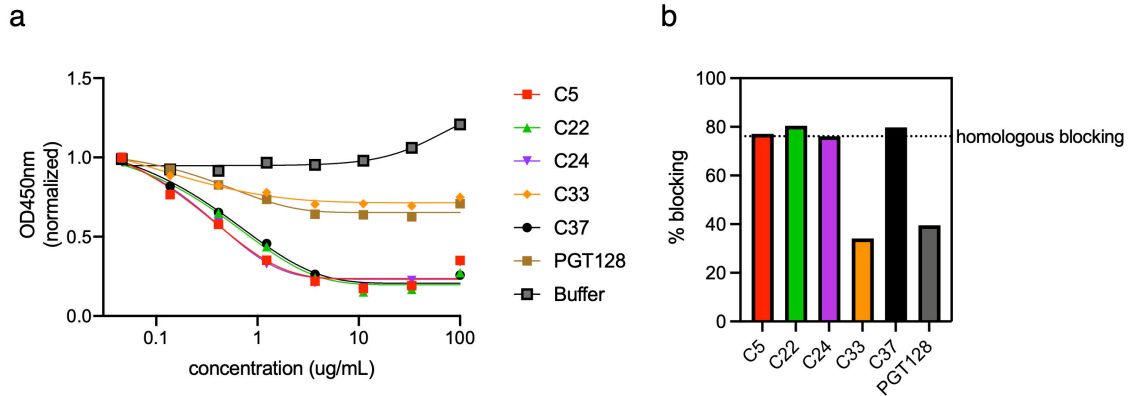 a
OD450nm
(normalized)
1.5
1.0
0.5
0.0
0.1
1
10
100
concentration (ug/mL)
C5
C22
C24
C33
C37
PGT128
Buffer
b
% blocking
100
80
60
40
20
0
homologous blocking
C5
C22
C24
C33
C37
PGT128